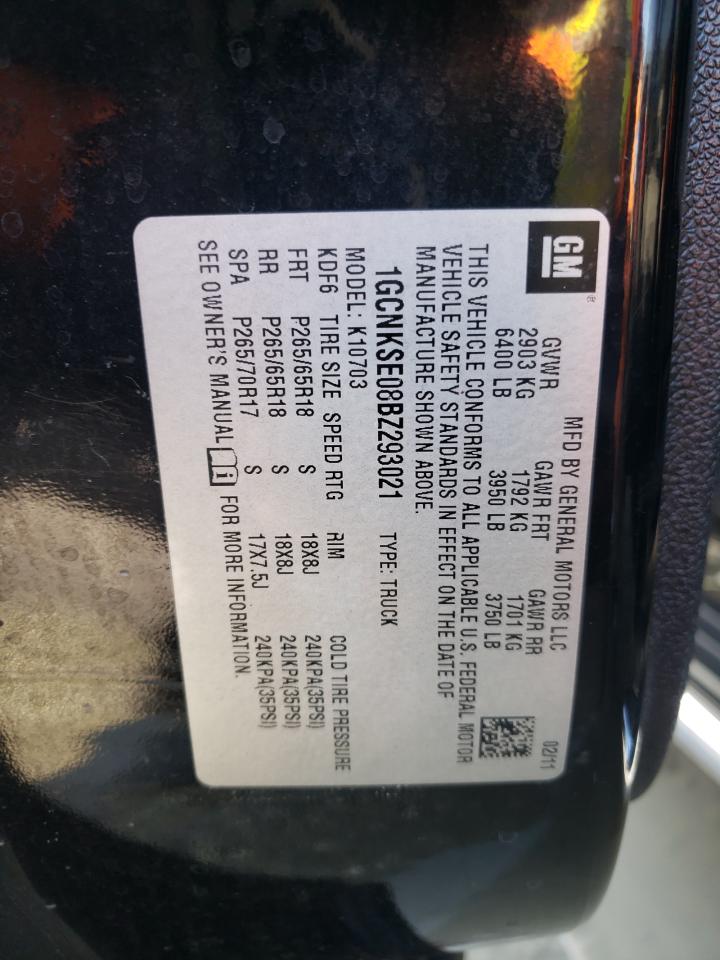 GM ®
MFD BY GENERAL MOTORS LLC 02/11
GVWR GAWR FRT GAWR RR
2903 KG 1792 KG 1701 KG
6400 LB 3950 LB 3750 LB
THIS VEHICLE CONFORMS TO ALL APPLICABLE U.S. FEDERAL MOTOR
VEHICLE SAFETY STANDARDS IN EFFECT ON THE DATE OF
MANUFACTURE SHOWN ABOVE.
1GCNKSE08BZ293021 TYPE: TRUCK
MODEL: K10703
KDF6 TIRE SIZE SPEED RTG RIM COLD TIRE PRESSURE
FRT P265/65R18 S 18X8J 240KPA(35PSI)
RR P265/65R18 S 18X8J 240KPA(35PSI)
SPA P265/70R17 S 17X7.5J 240KPA(35PSI)
SEE OWNER'S MANUAL FOR MORE INFORMATION.